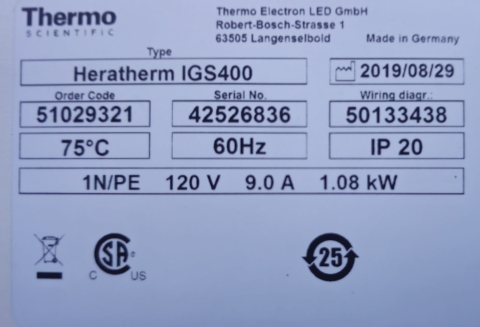 Thermo
SCIENTIFIC
Thermo Electron LED GmbH
Robert-Bosch-Strasse 1
63505 Langenselbold
Made in Germany
Type
Heratherm IGS400
2019/08/29
Order Code
Serial No.
Wiring diagr.:
51029321
42526836
50133438
75°C
60Hz
IP 20
1N/PE 120 V 9.0 A 1.08 kW
SA
C US
25